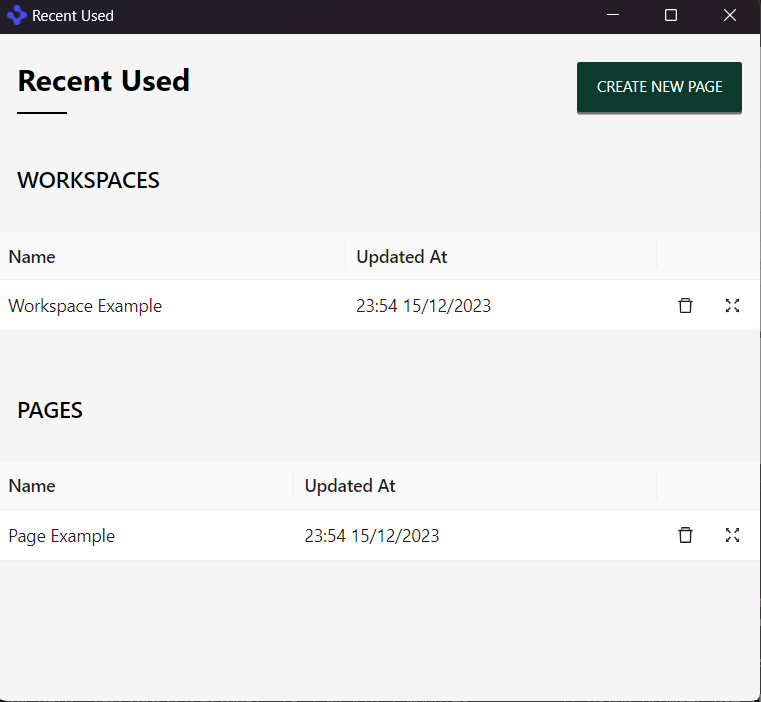 Recent Used
Recent Used
CREATE NEW PAGE
WORKSPACES
Name Updated At
Workspace Example 23:54 15/12/2023
PAGES
Name Updated At
Page Example 23:54 15/12/2023